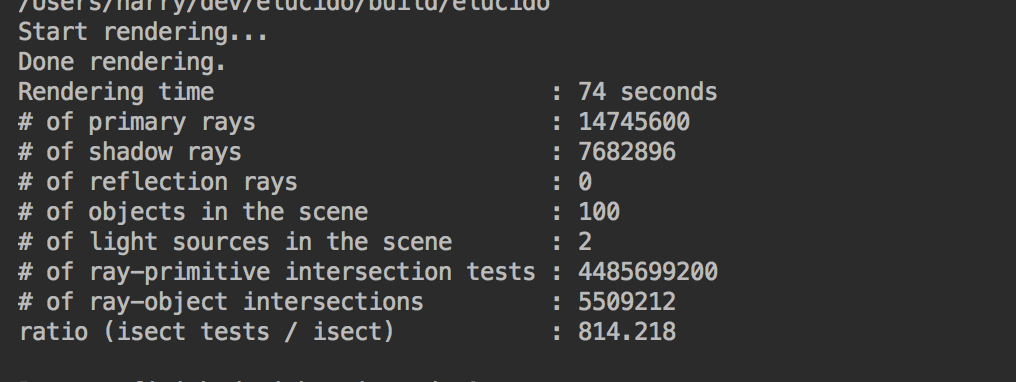 /Users/harry/dev/elucido/build/elucido
Start rendering...
Done rendering.
Rendering time : 74 seconds
# of primary rays : 14745600
# of shadow rays : 7682896
# of reflection rays : 0
# of objects in the scene : 100
# of light sources in the scene : 2
# of ray-primitive intersection tests : 4485699200
# of ray-object intersections : 5509212
ratio (isect tests / isect) : 814.218